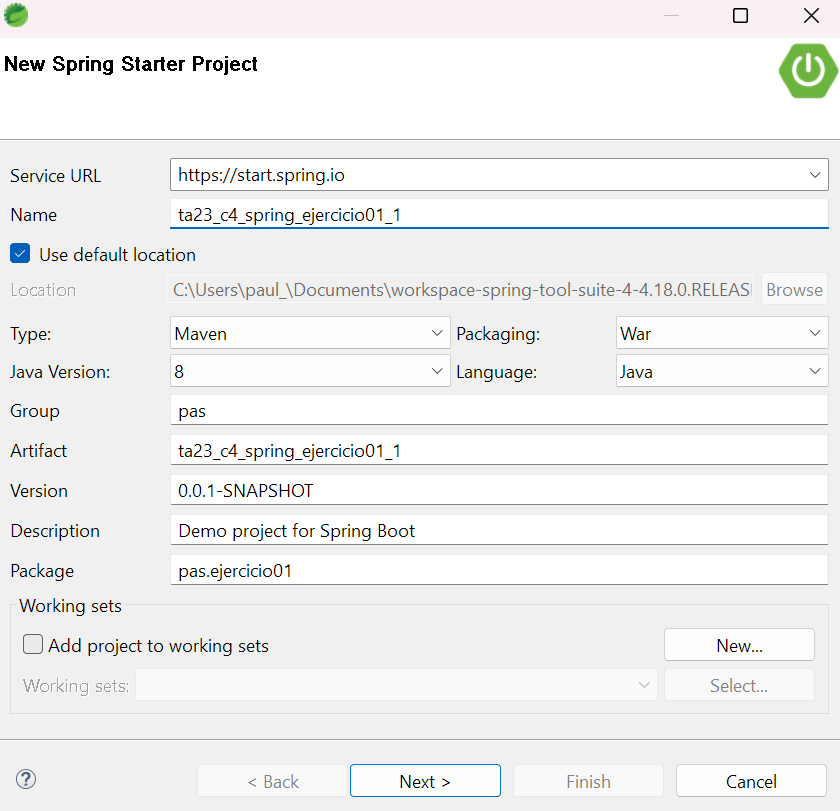 New Spring Starter Project
Service URL https://start.spring.io
Name ta23_c4_spring_ejercicio01_1
Use default location
Location C:\Users\paul_\Documents\workspace-spring-tool-suite-4-4.18.0.RELEAS Browse
Type: Maven Packaging: War
Java Version: 8 Language: Java
Group pas
Artifact ta23_c4_spring_ejercicio01_1
Version 0.0.1-SNAPSHOT
Description Demo project for Spring Boot
Package pas.ejercicio01
Working sets
Add project to working sets New...
Working sets: Select...
? < Back Next > Finish Cancel